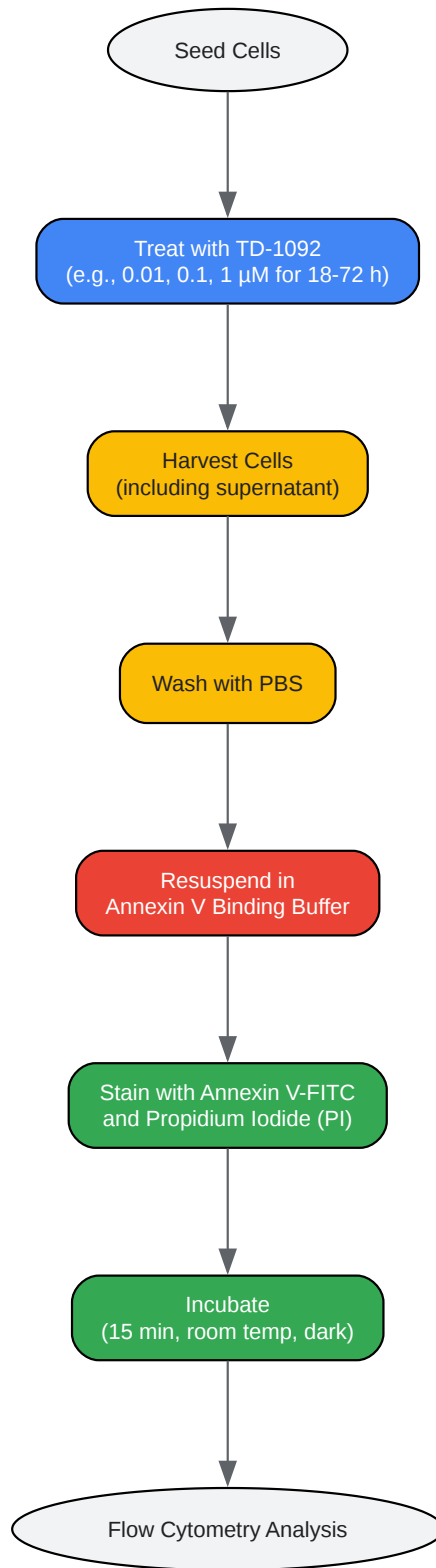 Seed Cells
Treat with TD-1092
(e.g., 0.01, 0.1, 1 µM for 18-72 h)
Harvest Cells
(including supernatant)
Wash with PBS
Resuspend in
Annexin V Binding Buffer
Stain with Annexin V-FITC
and Propidium Iodide (PI)
Incubate
(15 min, room temp, dark)
Flow Cytometry Analysis